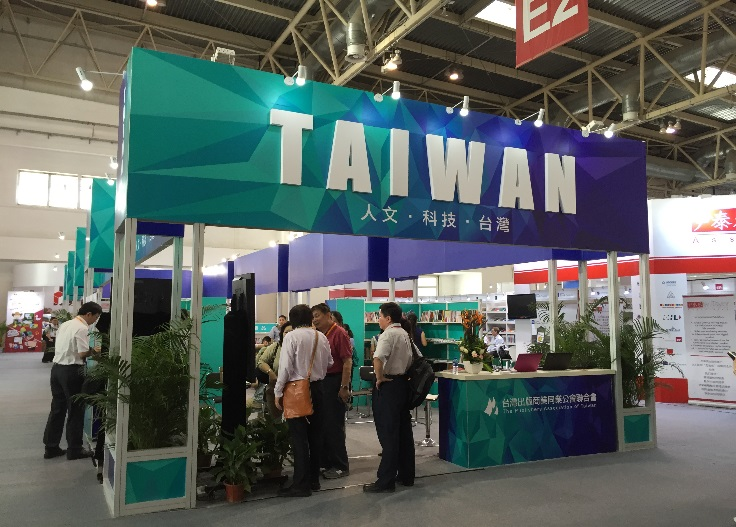 E2
TAIWAN
人文·科技·台灣
台灣出版商業同業公會聯合會
The Publishers Association of Taiwan